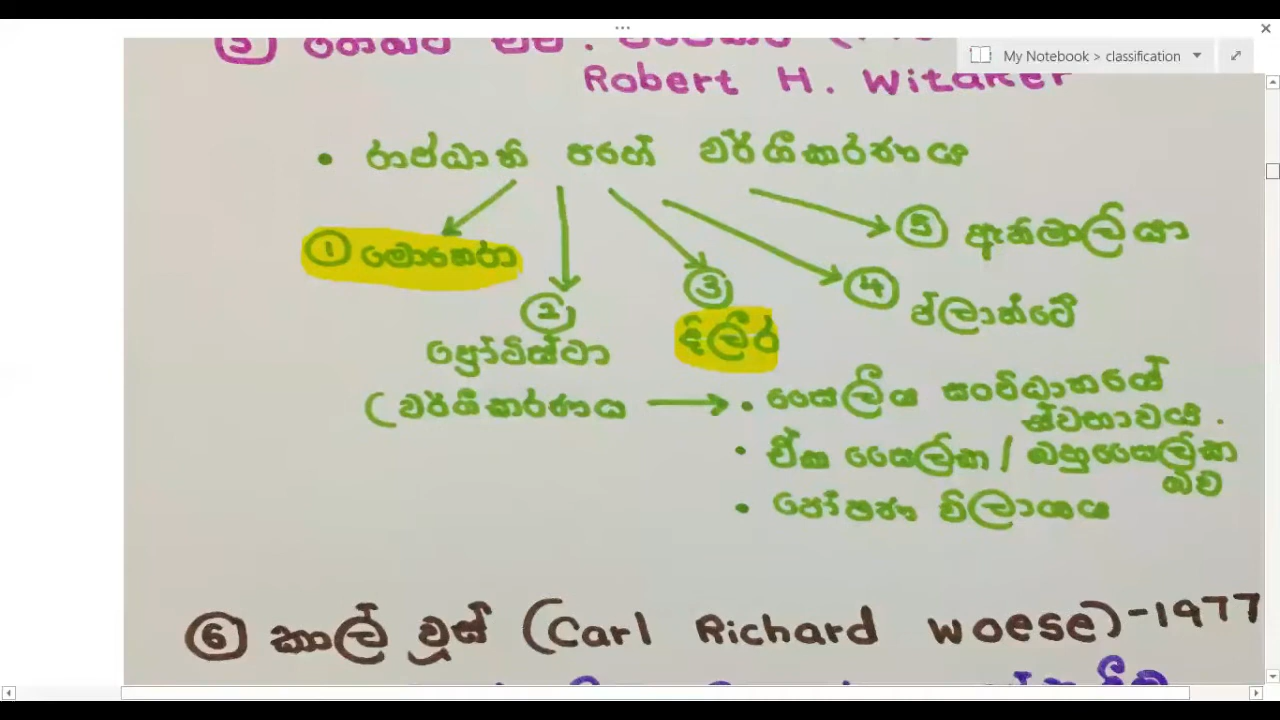 My Notebook > classification
Robert H. Witaker
• රාජධානි පහේ වර්ගීකරණය
① මොනෙරා
② ප්‍රෝටිස්ටා
③ දිලීර
④ ප්ලාන්ටේ
⑤ ඇනිමාලියා
(වර්ගීකරණය → • සෛලීය සංවිධානයේ
ස්වභාවය.
• ඒක සෛලික / බහුසෛලික
බව
• පෝෂණ විලාශය
⑥ කාල් වූස් (Carl Richard Woese) - 1977